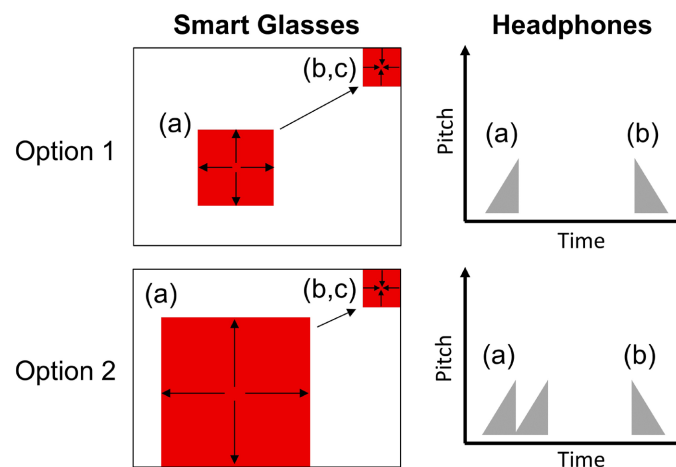 Smart Glasses
Headphones
Option 1
(a)
(b,c)
Pitch
(a)
(b)
Time
Option 2
(a)
(b,c)
Pitch
(a)
(b)
Time